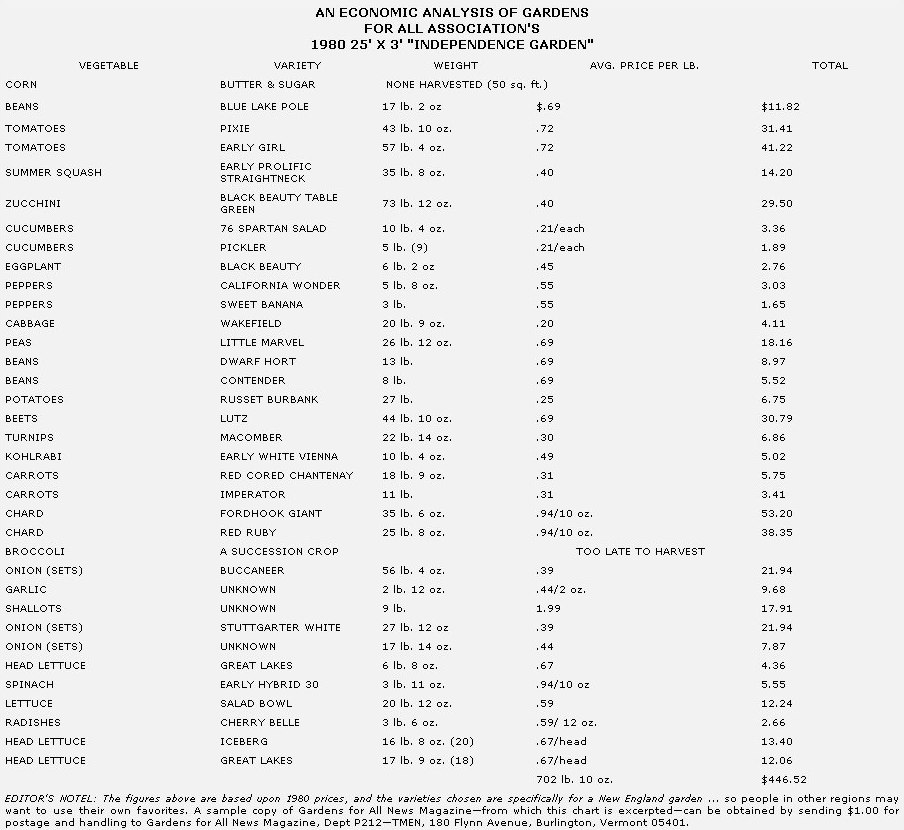 AN ECONOMIC ANALYSIS OF GARDENS
FOR ALL ASSOCIATION'S
1980 25' X 3' "INDEPENDENCE GARDEN"
VEGETABLE VARIETY WEIGHT AVG. PRICE PER LB. TOTAL
CORN BUTTER & SUGAR NONE HARVESTED (50 sq. ft.)
BEANS BLUE LAKE POLE 17 lb. 2 oz $.69 $11.82
TOMATOES PIXIE 43 lb. 10 oz. .72 31.41
TOMATOES EARLY GIRL 57 lb. 4 oz. .72 41.22
SUMMER SQUASH EARLY PROLIFIC STRAIGHTNECK 35 lb. 8 oz. .40 14.20
ZUCCHINI BLACK BEAUTY TABLE GREEN 73 lb. 12 oz. .40 29.50
CUCUMBERS 76 SPARTAN SALAD 10 lb. 4 oz. .21/each 3.36
CUCUMBERS PICKLER 5 lb. (9) .21/each 1.89
EGGPLANT BLACK BEAUTY 6 lb. 2 oz .45 2.76
PEPPERS CALIFORNIA WONDER 5 lb. 8 oz. .55 3.03
PEPPERS SWEET BANANA 3 lb. .55 1.65
CABBAGE WAKEFIELD 20 lb. 9 oz. .20 4.11
PEAS LITTLE MARVEL 26 lb. 12 oz. .69 18.16
BEANS DWARF HORT 13 lb. .69 8.97
BEANS CONTENDER 8 lb. .69 5.52
POTATOES RUSSET BURBANK 27 lb. .25 6.75
BEETS LUTZ 44 lb. 10 oz. .69 30.79
TURNIPS MACOMBER 22 lb. 14 oz. .30 6.86
KOHLRABI EARLY WHITE VIENNA 10 lb. 4 oz. .49 5.02
CARROTS RED CORED CHANTENAY 18 lb. 9 oz. .31 5.75
CARROTS IMPERATOR 11 lb. .31 3.41
CHARD FORDHOOK GIANT 35 lb. 6 oz. .94/10 oz. 53.20
CHARD RED RUBY 25 lb. 8 oz. .94/10 oz. 38.35
BROCCOLI A SUCCESSION CROP TOO LATE TO HARVEST
ONION (SETS) BUCCANEER 56 lb. 4 oz. .39 21.94
GARLIC UNKNOWN 2 lb. 12 oz. .44/2 oz. 9.68
SHALLOTS UNKNOWN 9 lb. 1.99 17.91
ONION (SETS) STUTTGARTER WHITE 27 lb. 12 oz .39 21.94
ONION (SETS) UNKNOWN 17 lb. 14 oz. .44 7.87
HEAD LETTUCE GREAT LAKES 6 lb. 8 oz. .67 4.36
SPINACH EARLY HYBRID 30 3 lb. 11 oz. .94/10 oz 5.55
LETTUCE SALAD BOWL 20 lb. 12 oz. .59 12.24
RADISHES CHERRY BELLE 3 lb. 6 oz. .59/ 12 oz. 2.66
HEAD LETTUCE ICEBERG 16 lb. 8 oz. (20) .67/head 13.40
HEAD LETTUCE GREAT LAKES 17 lb. 9 oz. (18) .67/head 12.06
702 lb. 10 oz. $446.52
EDITOR'S NOTEL: The figures above are based upon 1980 prices, and the varieties chosen are specifically for a New England garden ... so people in other regions may
want to use their own favorites. A sample copy of Gardens for All News Magazine—from which this chart is excerpted—can be obtained by sending $1.00 for
postage and handling to Gardens for All News Magazine, Dept P212—TMEN, 180 Flynn Avenue, Burlington, Vermont 05401.